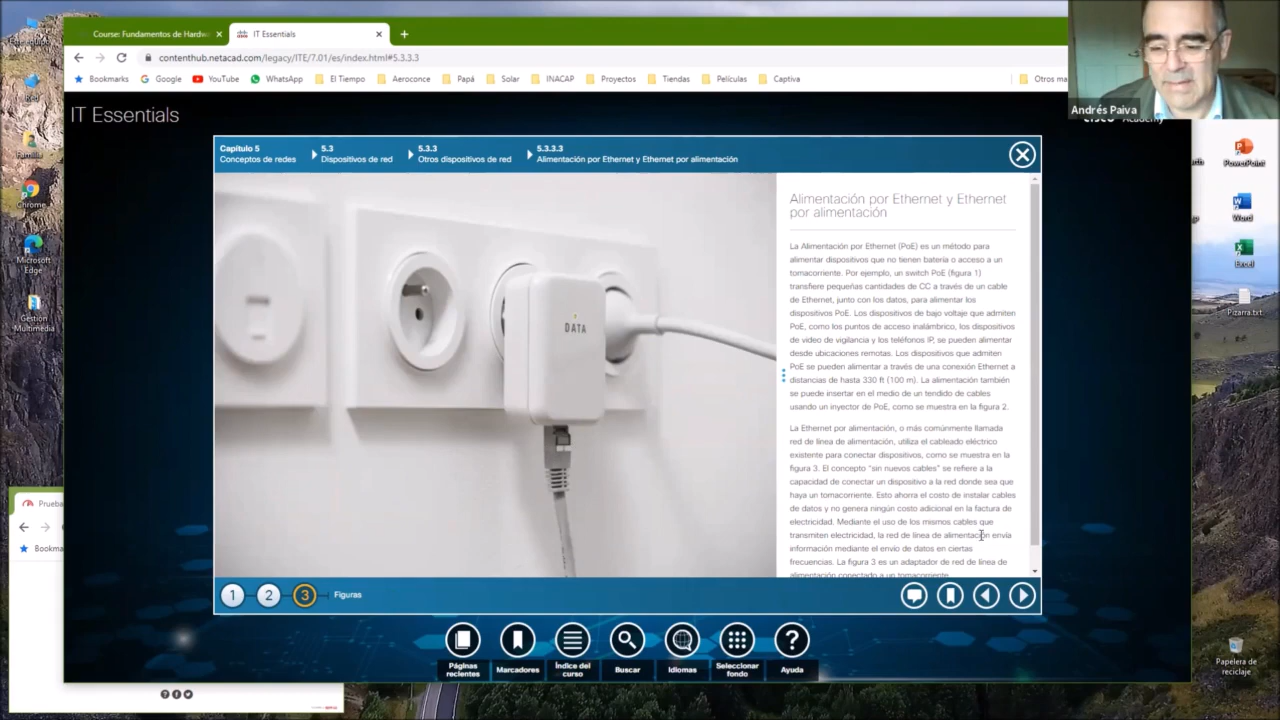 Course: Fundamentos de Hardw
IT Essentials
contenthub.netacad.com/legacy/ITE/7.01/es/index.html#5.3.3.3
Bookmarks
Google
YouTube
WhatsApp
El Tiempo
Aeroconce
Papá
Solar
INACAP
Proyectos
Tiendas
Películas
Captiva
Otros ma
Andrés Paiva
IT Essentials
Capítulo 5
Conceptos de redes
5.3
Dispositivos de red
5.3.3
Otros dispositivos de red
5.3.3.3
Alimentación por Ethernet y Ethernet por alimentación
DATA
Alimentación por Ethernet y Ethernet
por alimentación
La Alimentación por Ethernet (PoE) es un método para
alimentar dispositivos que no tienen batería o acceso a un
tomacorriente. Por ejemplo, un switch PoE (figura 1)
transfiere pequeñas cantidades de CC a través de un cable
de Ethernet, junto con los datos, para alimentar los
dispositivos PoE. Los dispositivos de bajo voltaje que admiten
PoE, como los puntos de acceso inalámbrico, los dispositivos
de video de vigilancia y los teléfonos IP, se pueden alimentar
desde ubicaciones remotas. Los dispositivos que admiten
PoE se pueden alimentar a través de una conexión Ethernet a
distancias de hasta 330 ft (100 m). La alimentación también
se puede insertar en el medio de un tendido de cables
usando un inyector de PoE, como se muestra en la figura 2.
La Ethernet por alimentación, o más comúnmente llamada
red de línea de alimentación, utiliza el cableado eléctrico
existente para conectar dispositivos, como se muestra en la
figura 3. El concepto "sin nuevos cables" se refiere a la
capacidad de conectar un dispositivo a la red donde sea que
haya un tomacorriente. Esto ahorra el costo de instalar cables
de datos y no genera ningún costo adicional en la factura de
electricidad. Mediante el uso de los mismos cables que
transmiten electricidad, la red de línea de alimentación envía
información mediante el envío de datos en ciertas
frecuencias. La figura 3 es un adaptador de red de línea de
alimentación conectado a un tomacorriente.
1
2
3
Figuras
Páginas
recientes
Marcadores
Índice del
curso
Buscar
Idiomas
Seleccionar
fondo
Ayuda
Red
Familia
Chrome
Microsoft
Edge
Gestión
Multimedia
Prueba
Bookma
PowerPoint
Word
Excel
Pizarra.txt
Papelera de
reciclaje